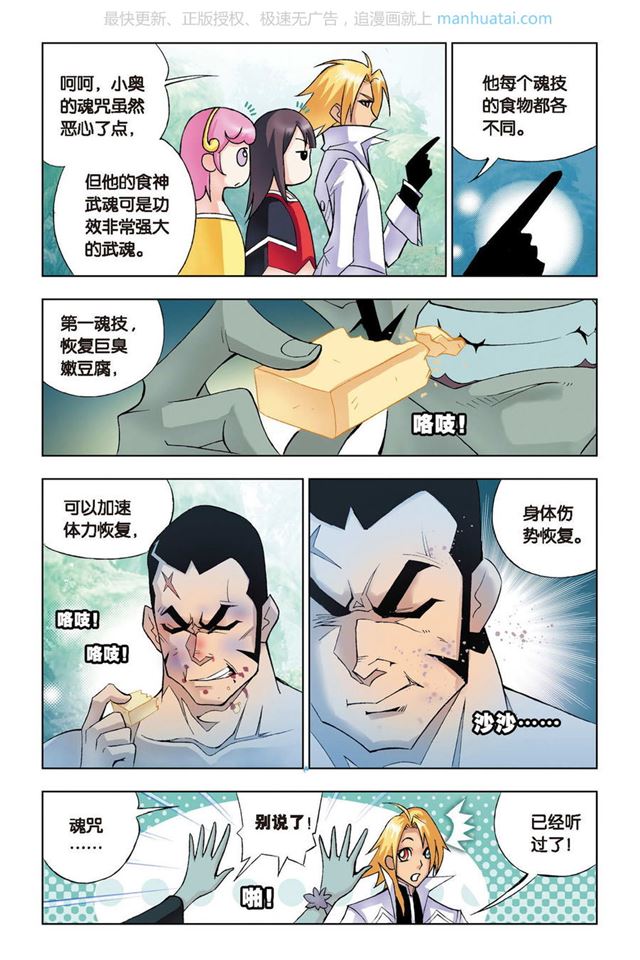 最快更新、正版授权、极速无广告，追漫画就上 manhuatai.com
呵呵，小奥
的魂咒虽然
恶心了点，
但他的食神
武魂可是功
效非常强大
的武魂。
他每个魂技
的食物都各
不同。
第一魂技，
恢复巨臭
嫩豆腐，
咯吱！
可以加速
体力恢复，
咯吱！
咯吱！
身体伤
势恢复。
沙沙……
魂咒
……
别说了！
啪！
已经听
过了！